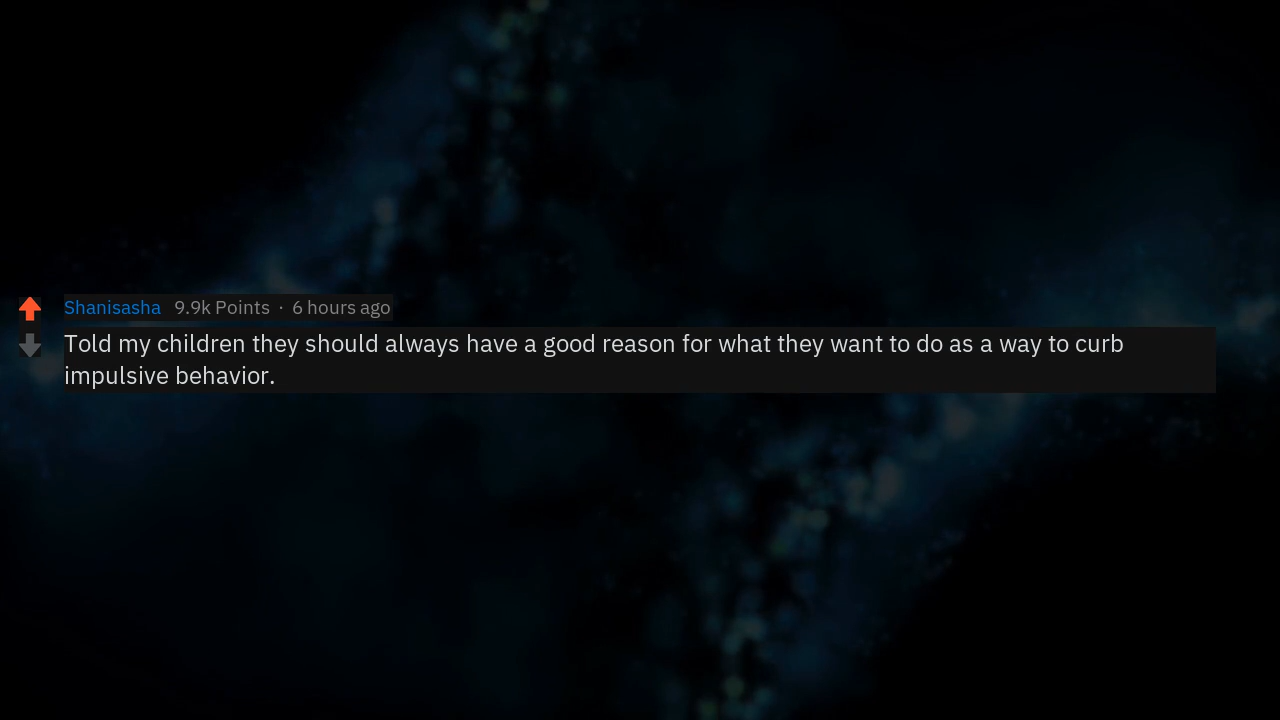 Shanisasha 9.9k Points · 6 hours ago
Told my children they should always have a good reason for what they want to do as a way to curb
impulsive behavior.